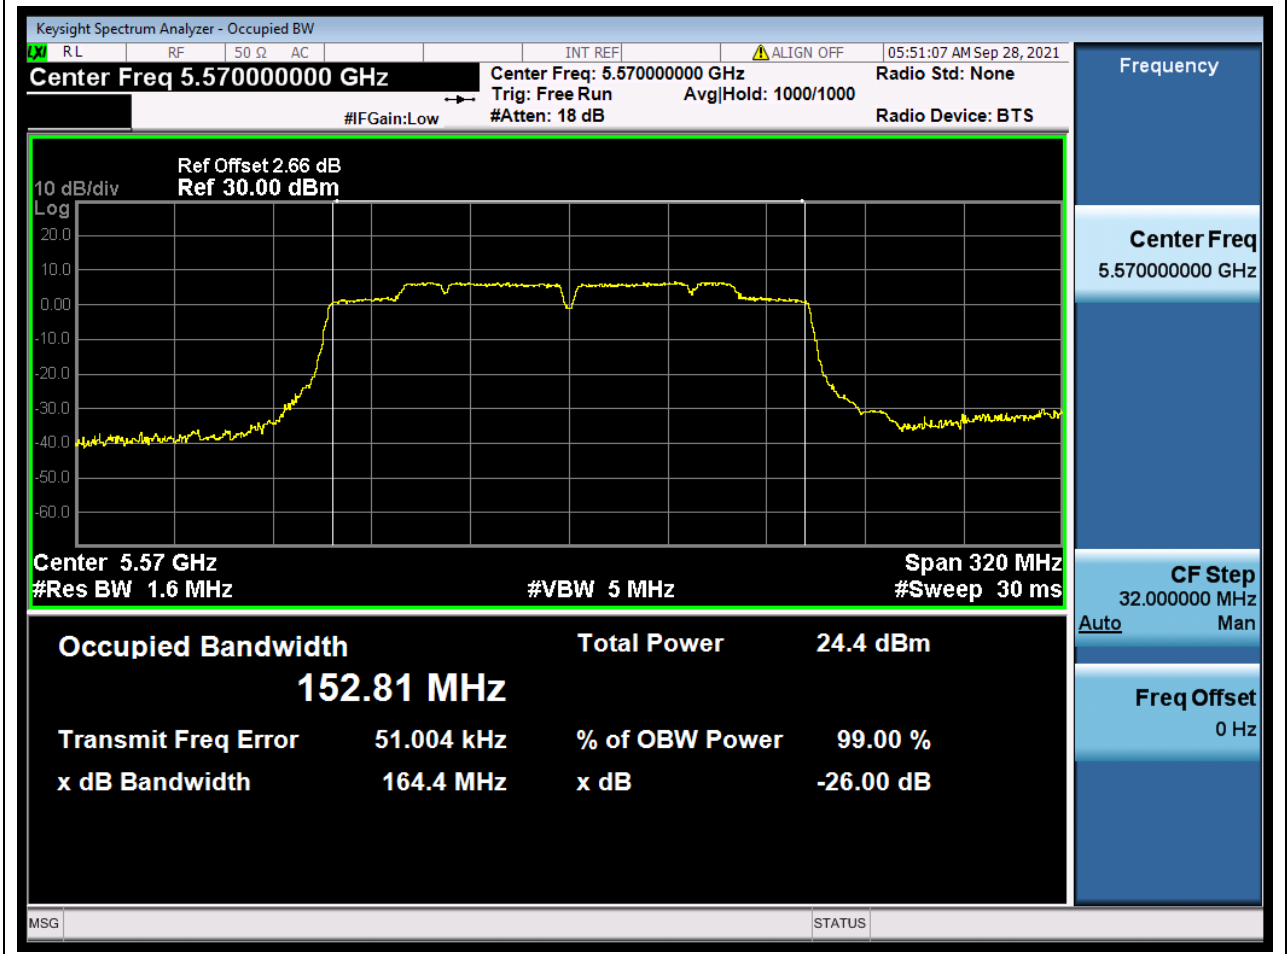 Keysight Spectrum Analyzer - Occupied BW
LXI RL RF 50 Ω AC INT REF ALIGN OFF 05:51:07 AM Sep 28, 2021
Center Freq 5.570000000 GHz
Center Freq: 5.570000000 GHz
Radio Std: None
Trig: Free Run Avg|Hold: 1000/1000
#IFGain:Low #Atten: 18 dB Radio Device: BTS
Ref Offset 2.66 dB
10 dB/div Ref 30.00 dBm
Log
20.0
10.0
0.00
-10.0
-20.0
-30.0
-40.0
-50.0
-60.0
Center 5.57 GHz Span 320 MHz
#Res BW 1.6 MHz #VBW 5 MHz #Sweep 30 ms
Occupied Bandwidth Total Power 24.4 dBm
152.81 MHz
Transmit Freq Error 51.004 kHz % of OBW Power 99.00 %
x dB Bandwidth 164.4 MHz x dB -26.00 dB
MSG STATUS
Frequency
Center Freq
5.570000000 GHz
CF Step
32.000000 MHz
Auto Man
Freq Offset
0 Hz